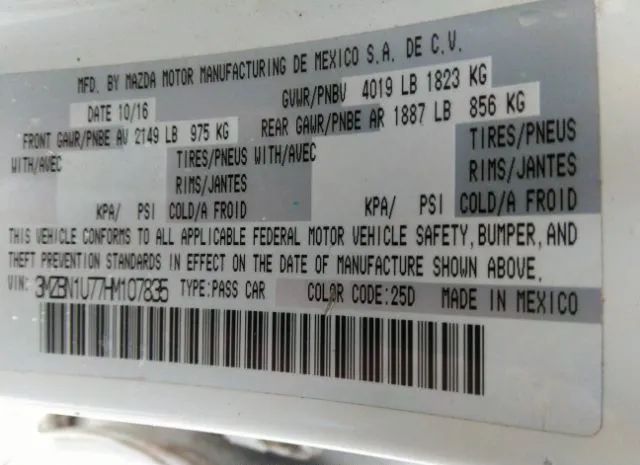 MFD. BY MAZDA MOTOR MANUFACTURING DE MEXICO S.A. DE C.V.
DATE 10/16 GVWR/PNBV 4019 LB 1823 KG
FRONT GAWR/PNBE AV 2149 LB 975 KG REAR GAWR/PNBE AR 1887 LB 856 KG
WITH/AVEC TIRES/PNEUS WITH/AVEC TIRES/PNEUS
RIMS/JANTES RIMS/JANTES
KPA/ PSI COLD/A FROID KPA/ PSI COLD/A FROID
THIS VEHICLE CONFORMS TO ALL APPLICABLE FEDERAL MOTOR VEHICLE SAFETY, BUMPER, AND
THEFT PREVENTION STANDARDS IN EFFECT ON THE DATE OF MANUFACTURE SHOWN ABOVE.
VIN: 3MZBN1U77HM107835 TYPE:PASS CAR COLOR CODE:25D MADE IN MEXICO